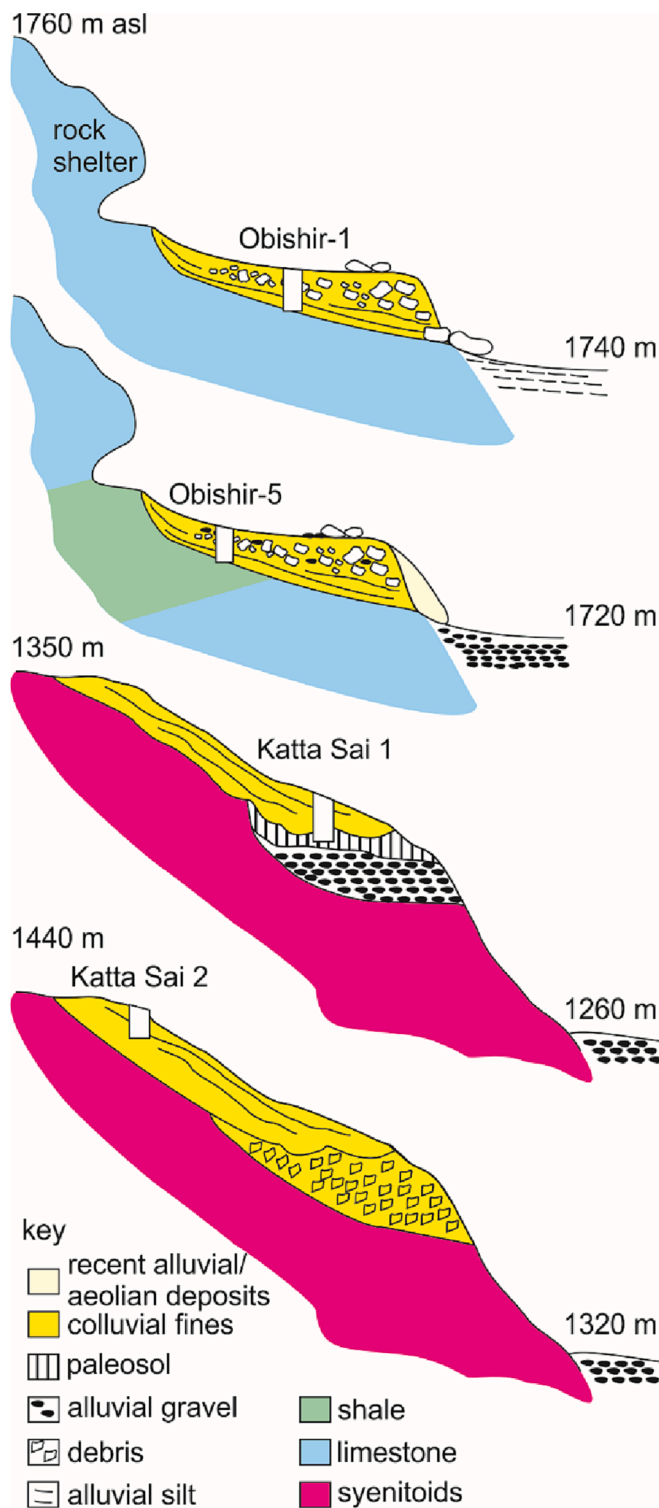 1760 m asl
rock
shelter
Obishir-1
1740 m
Obishir-5
1720 m
1350 m
Katta Sai 1
1440 m
Katta Sai 2
1260 m
key
recent alluvial/
aeolian deposits
colluvial fines
1320 m
paleosol
alluvial gravel
shale
debris
limestone
alluvial silt
syenitoids